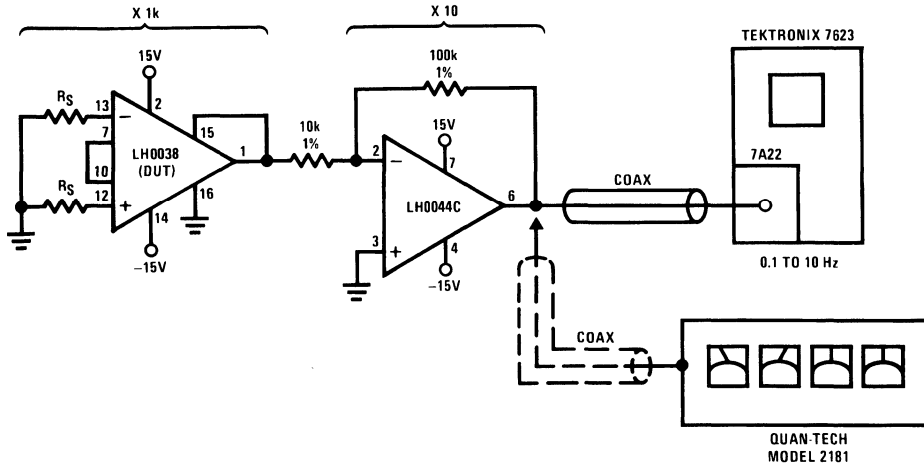 X 1k
X 10
TEKTRONIX 7623
15V
100k
1%
RS
13
2
7
15
10k
1%
15V
LH0038
(DUT)
1
2
7
7A22
10
RS
12
16
14
−15V
LH0044C
6
COAX
3
4
−15V
0.1 TO 10 Hz
COAX
QUAN-TECH
MODEL 2181